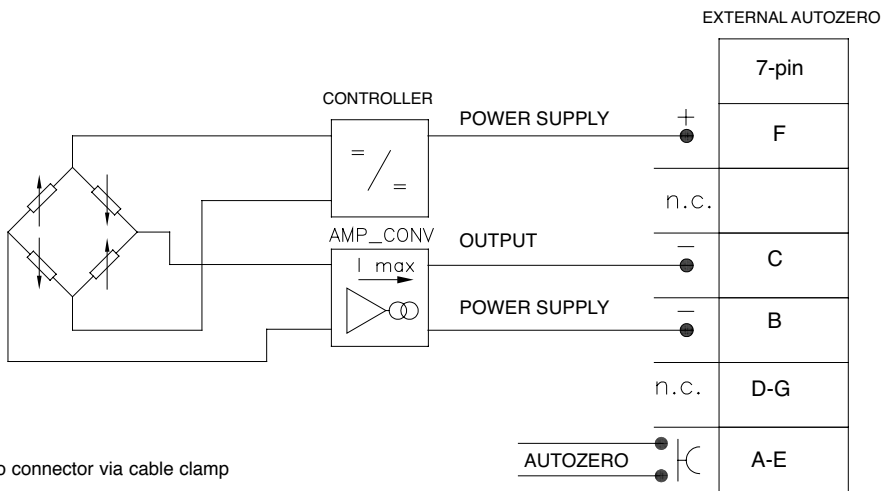 EXTERNAL AUTOZERO
7-pin
CONTROLLER
POWER SUPPLY
+
F
=
/
=
n.c.
AMP_CONV
OUTPUT
−
C
I max
POWER SUPPLY
−
B
n.c.
D-G
AUTOZERO
A-E
connector via cable clamp